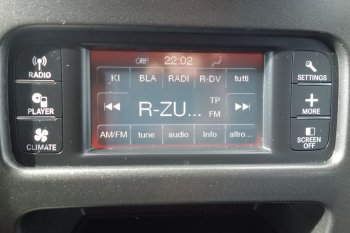 22:02
RADIO
KI BLA RADI R-DV tutti
SETTINGS
PLAYER
R-ZU...
TP
FM
MORE
CLIMATE
AM/FM tune audio Info altro...
SCREEN
OFF